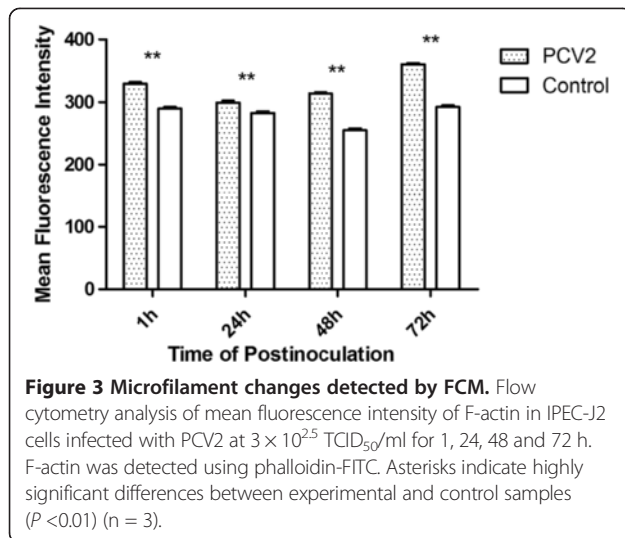 400
300
200
100
0
Mean Fluorescence Intensity
** ** ** **
PCV2
Control
1h 24h 48h 72h
Time of Postinoculation
Figure 3 Microfilament changes detected by FCM. Flow
cytometry analysis of mean fluorescence intensity of F-actin in IPEC-J2
cells infected with PCV2 at 3 × 10^2.5 TCID_50/ml for 1, 24, 48 and 72 h.
F-actin was detected using phalloidin-FITC. Asterisks indicate highly
significant differences between experimental and control samples
(P <0.01) (n = 3).